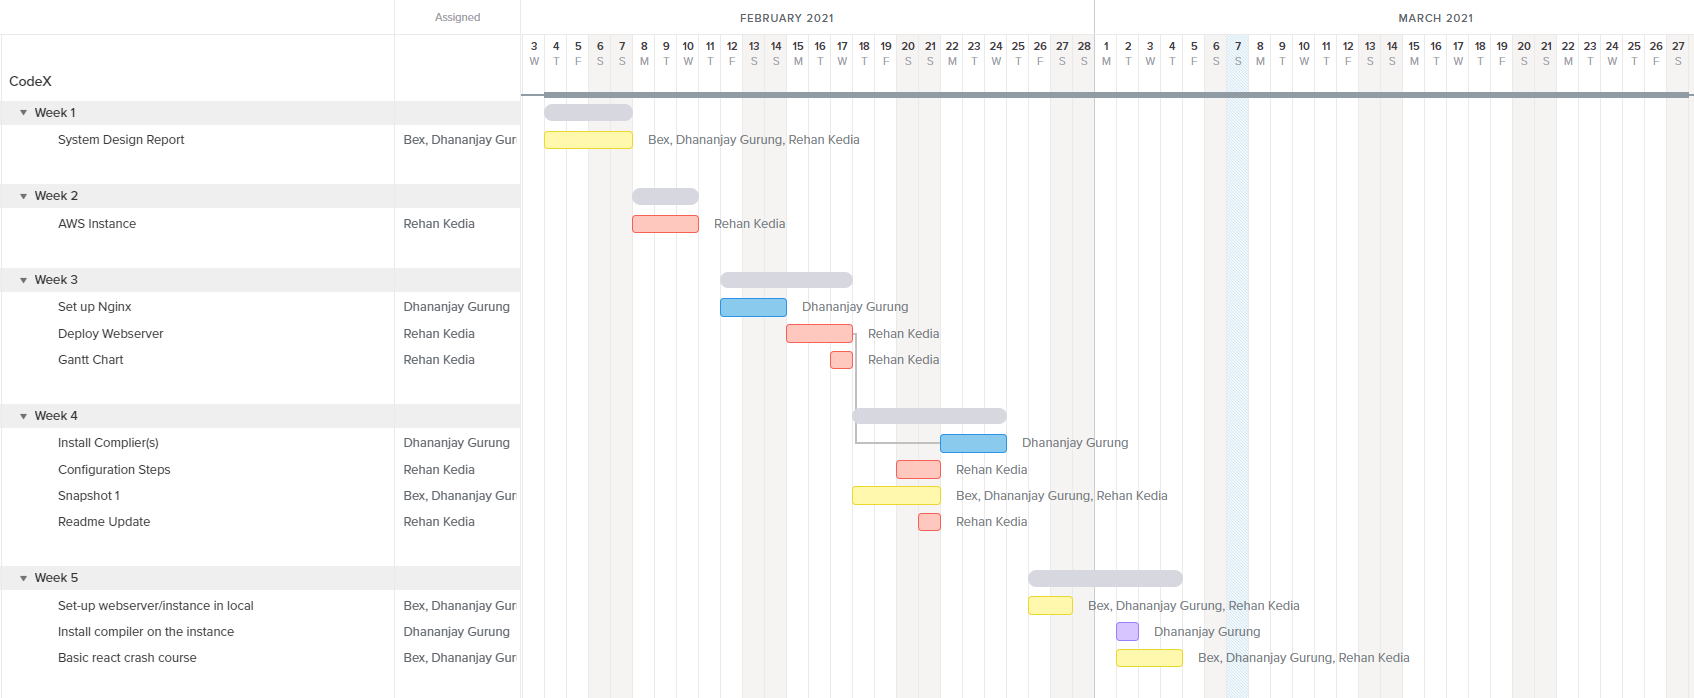 Assigned FEBRUARY 2021 MARCH 2021
3 4 5 6 7 8 9 10 11 12 13 14 15 16 17 18 19 20 21 22 23 24 25 26 27 28 1 2 3 4 5 6 7 8 9 10 11 12 13 14 15 16 17 18 19 20 21 22 23 24 25 26 27
W T F S S M T W T F S S M T W T F S S M T W T F S S M T W T F S S M T W T F S S M T W T F S S M T W T F S
CodeX
Week 1
System Design Report Bex, Dhananjay Gur Bex, Dhananjay Gurung, Rehan Kedia
Week 2
AWS Instance Rehan Kedia Rehan Kedia
Week 3
Set up Nginx Dhananjay Gurung Dhananjay Gurung
Deploy Webserver Rehan Kedia Rehan Kedia
Gantt Chart Rehan Kedia Rehan Kedia
Week 4
Install Complier(s) Dhananjay Gurung Dhananjay Gurung
Configuration Steps Rehan Kedia Rehan Kedia
Snapshot 1 Bex, Dhananjay Gur Bex, Dhananjay Gurung, Rehan Kedia
Readme Update Rehan Kedia Rehan Kedia
Week 5
Set-up webserver/instance in local Bex, Dhananjay Gur Bex, Dhananjay Gurung, Rehan Kedia
Install compiler on the instance Dhananjay Gurung Dhananjay Gurung
Basic react crash course Bex, Dhananjay Gur Bex, Dhananjay Gurung, Rehan Kedia